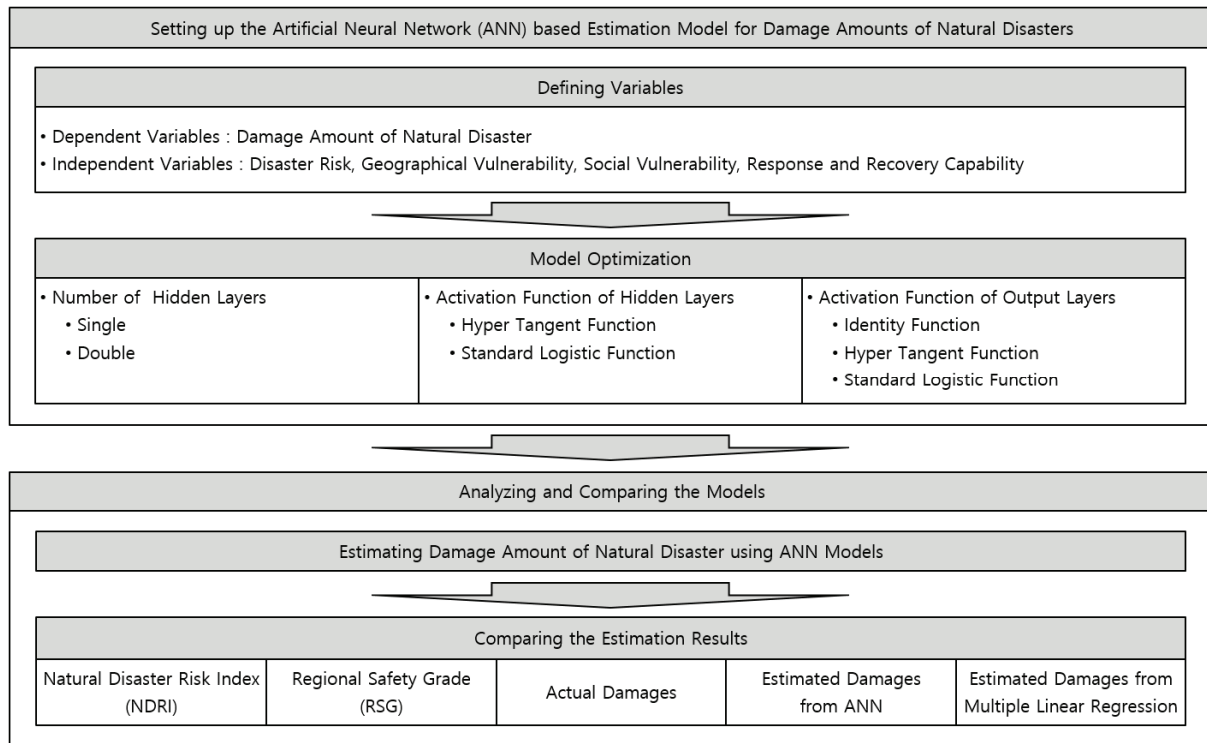 Setting up the Artificial Neural Network (ANN) based Estimation Model for Damage Amounts of Natural Disasters
Defining Variables
• Dependent Variables : Damage Amount of Natural Disaster
• Independent Variables : Disaster Risk, Geographical Vulnerability, Social Vulnerability, Response and Recovery Capability
Model Optimization
• Number of Hidden Layers
• Single
• Double
• Activation Function of Hidden Layers
• Hyper Tangent Function
• Standard Logistic Function
• Activation Function of Output Layers
• Identity Function
• Hyper Tangent Function
• Standard Logistic Function
Analyzing and Comparing the Models
Estimating Damage Amount of Natural Disaster using ANN Models
Comparing the Estimation Results
Natural Disaster Risk Index
(NDRI)
Regional Safety Grade
(RSG)
Actual Damages
Estimated Damages
from ANN
Estimated Damages from
Multiple Linear Regression